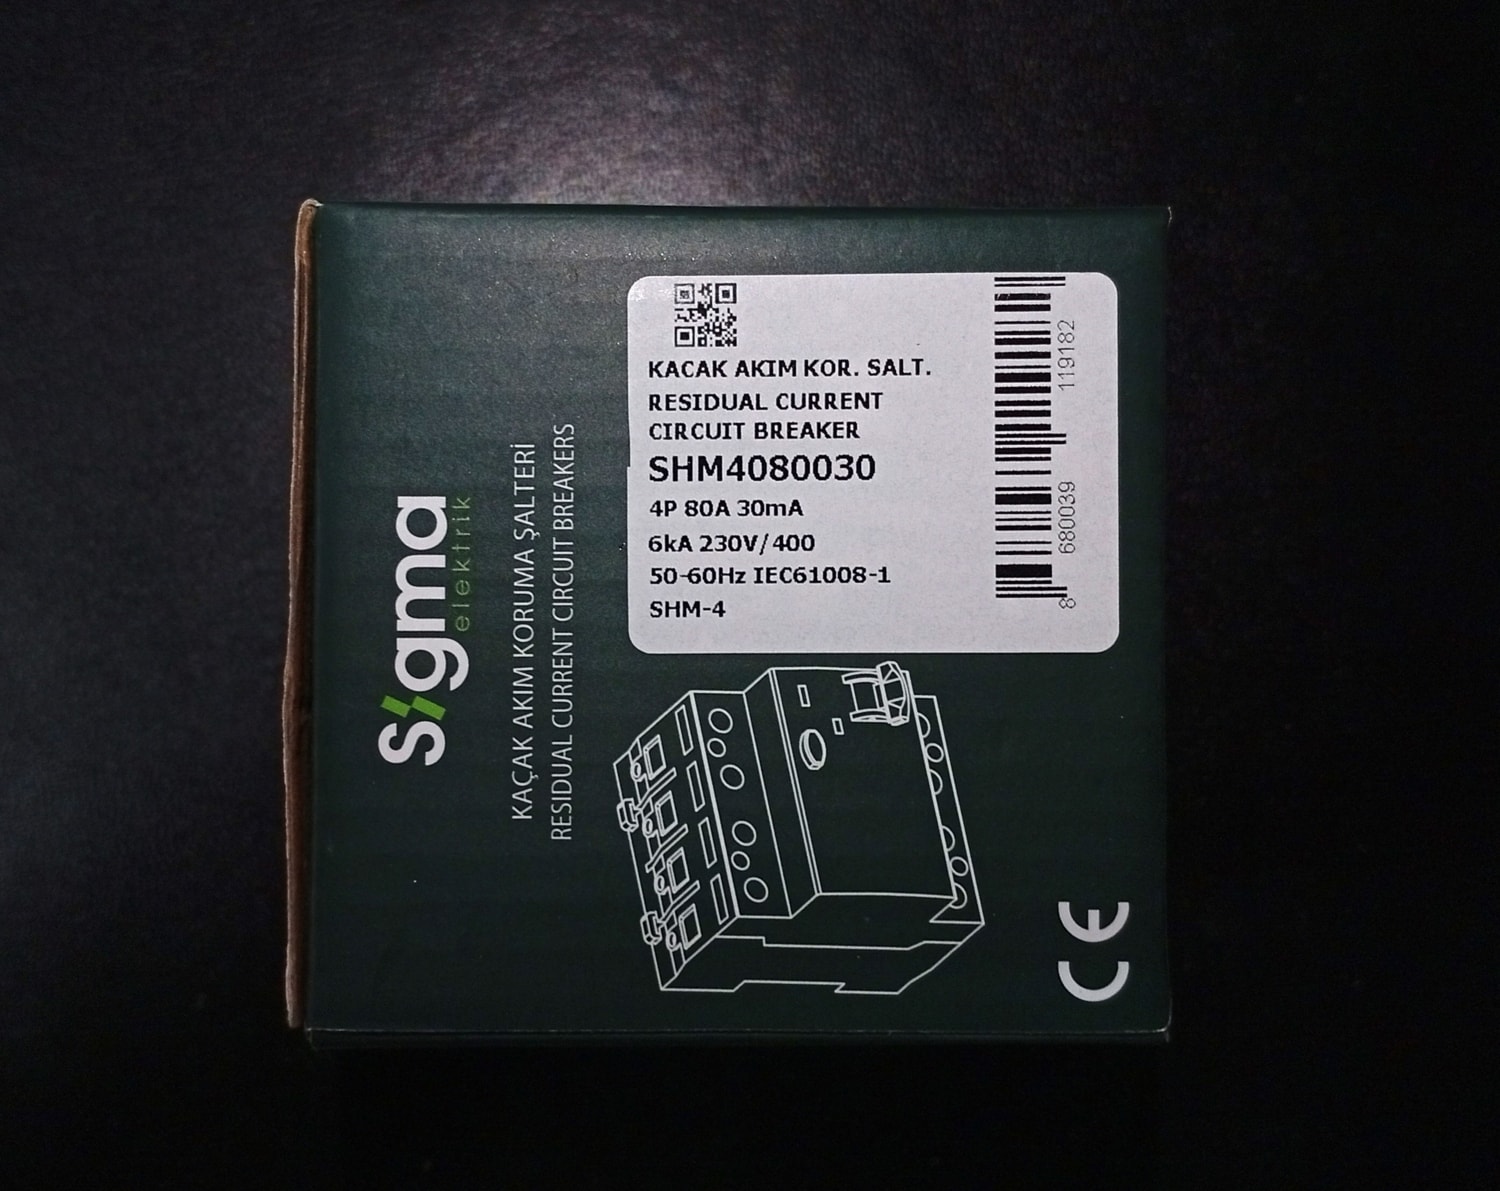 Sigma
elektrik
KAÇAK AKIM KORUMA ŞALTERİ
RESIDUAL CURRENT CIRCUIT BREAKERS
KACAK AKIM KOR. SALT.
RESIDUAL CURRENT
CIRCUIT BREAKER
SHM4080030
4P 80A 30mA
6kA 230V/400
50-60Hz IEC61008-1
SHM-4
8 680039 119182
CE